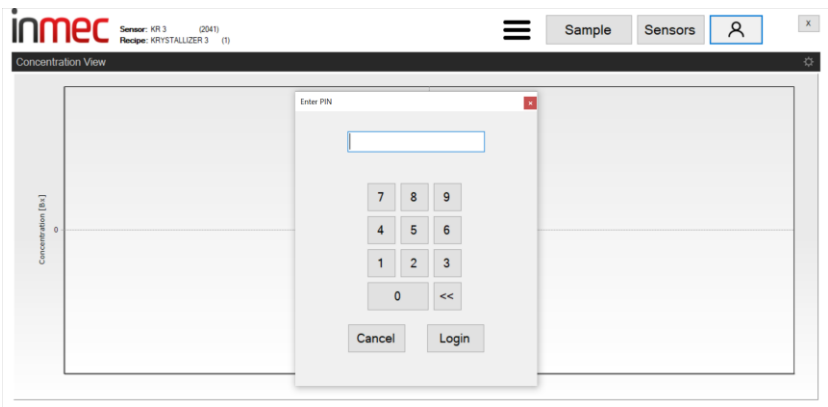 inmec
Sensor: KR 3 (2041)
Recipe: KRYSTALLIZER 3 (1)
Sample
Sensors
x
Concentration View
Enter PIN
x
7 8 9
4 5 6
1 2 3
0 <<
Cancel Login
Concentration [Bx]
0